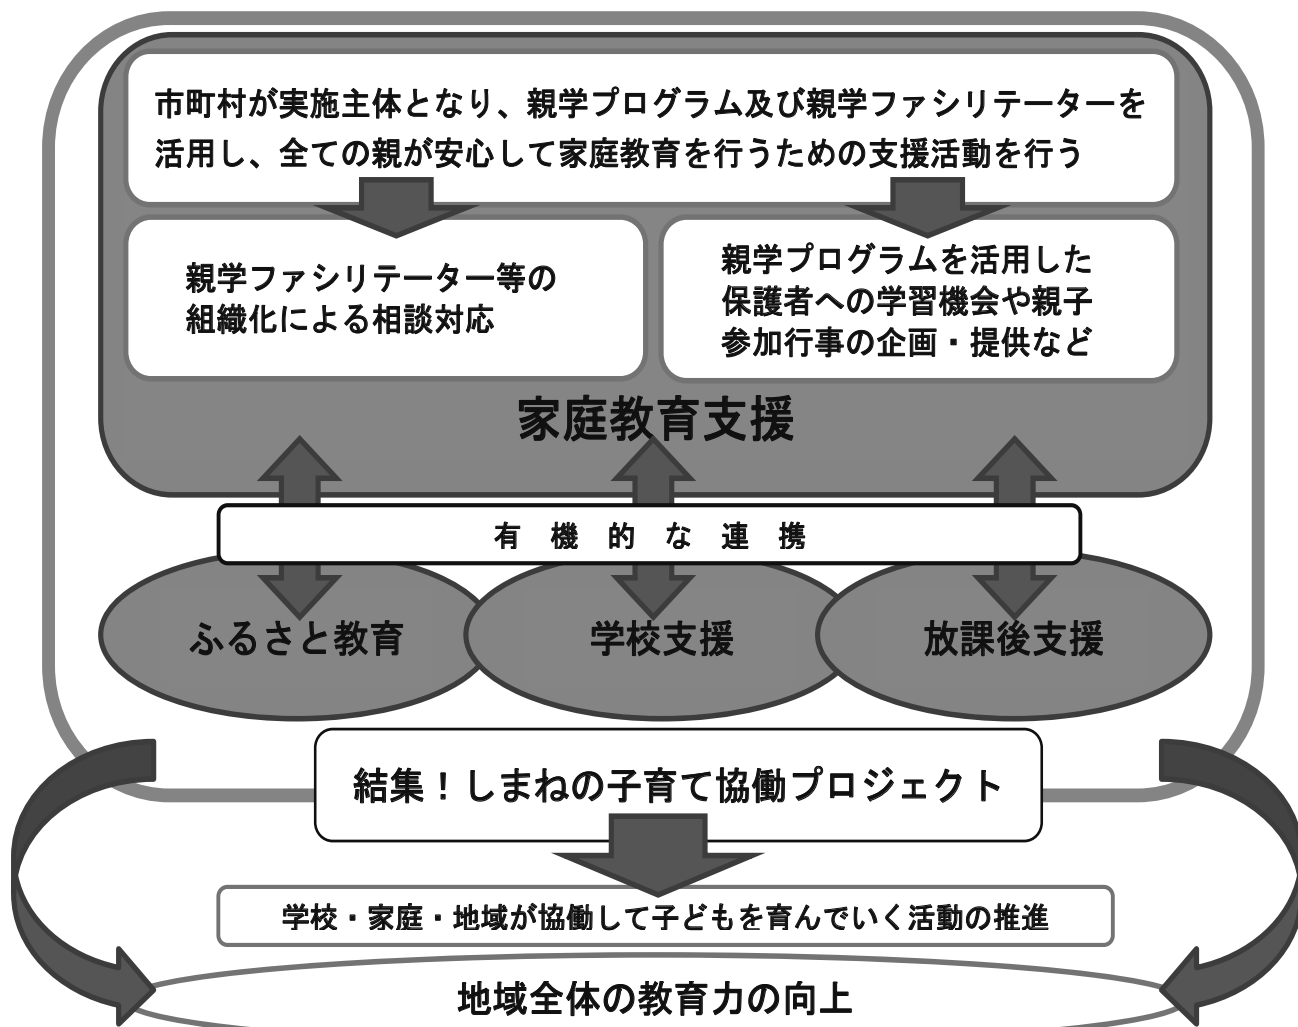 市町村が実施主体となり、親学プログラム及び親学ファシリテーターを
活用し、全ての親が安心して家庭教育を行うための支援活動を行う
親学ファシリテーター等の
組織化による相談対応
親学プログラムを活用した
保護者への学習機会や親子
参加行事の企画・提供など
家庭教育支援
有機的な連携
ふるさと教育
学校支援
放課後支援
結集！しまねの子育て協働プロジェクト
学校・家庭・地域が協働して子どもを育んでいく活動の推進
地域全体の教育力の向上